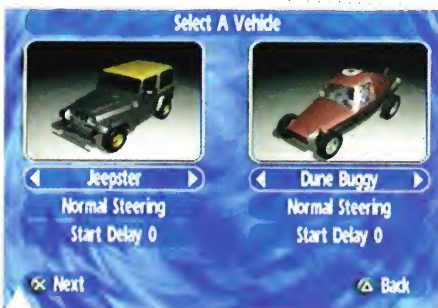 Select A Vehicle
Jeepster Dune Buggy
Normal Steering Normal Steering
Start Delay 0 Start Delay 0
Next Back